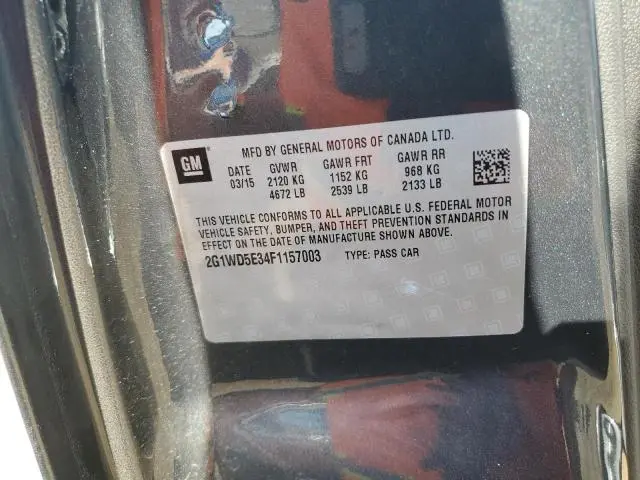 GM
MFD BY GENERAL MOTORS OF CANADA LTD.
DATE GVWR GAWR FRT GAWR RR
03/15 2120 KG 1152 KG 968 KG
4672 LB 2539 LB 2133 LB
THIS VEHICLE CONFORMS TO ALL APPLICABLE U.S. FEDERAL MOTOR
VEHICLE SAFETY, BUMPER, AND THEFT PREVENTION STANDARDS IN
EFFECT ON THE DATE OF MANUFACTURE SHOWN ABOVE.
2G1WD5E34F1157003 TYPE: PASS CAR